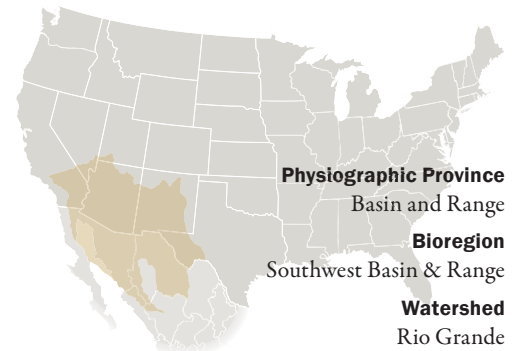 Physiographic Province
Basin and Range
Bioregion
Southwest Basin & Range
Watershed
Rio Grande